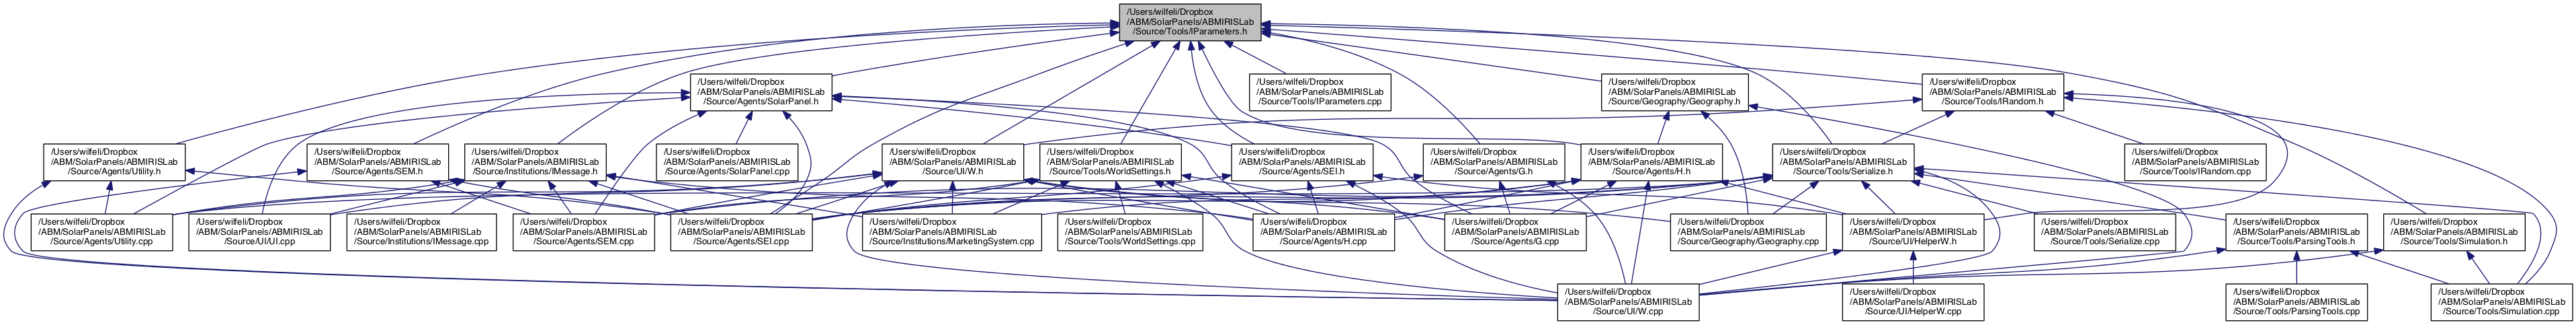 /Users/wilfeli/Dropbox
/ABM/SolarPanels/ABMIRISLab
/Source/Tools/IParameters.h
/Users/wilfeli/Dropbox
/ABM/SolarPanels/ABMIRISLab
/Source/Agents/SolarPanel.h
/Users/wilfeli/Dropbox
/ABM/SolarPanels/ABMIRISLab
/Source/Tools/IParameters.cpp
/Users/wilfeli/Dropbox
/ABM/SolarPanels/ABMIRISLab
/Source/Geography/Geography.h
/Users/wilfeli/Dropbox
/ABM/SolarPanels/ABMIRISLab
/Source/Tools/IRandom.h
/Users/wilfeli/Dropbox
/ABM/SolarPanels/ABMIRISLab
/Source/Agents/Utility.h
/Users/wilfeli/Dropbox
/ABM/SolarPanels/ABMIRISLab
/Source/Agents/SEM.h
/Users/wilfeli/Dropbox
/ABM/SolarPanels/ABMIRISLab
/Source/Institutions/IMessage.h
/Users/wilfeli/Dropbox
/ABM/SolarPanels/ABMIRISLab
/Source/Agents/SolarPanel.cpp
/Users/wilfeli/Dropbox
/ABM/SolarPanels/ABMIRISLab
/Source/UI/W.h
/Users/wilfeli/Dropbox
/ABM/SolarPanels/ABMIRISLab
/Source/Tools/WorldSettings.h
/Users/wilfeli/Dropbox
/ABM/SolarPanels/ABMIRISLab
/Source/Agents/SEI.h
/Users/wilfeli/Dropbox
/ABM/SolarPanels/ABMIRISLab
/Source/Agents/G.h
/Users/wilfeli/Dropbox
/ABM/SolarPanels/ABMIRISLab
/Source/Agents/H.h
/Users/wilfeli/Dropbox
/ABM/SolarPanels/ABMIRISLab
/Source/Tools/Serialize.h
/Users/wilfeli/Dropbox
/ABM/SolarPanels/ABMIRISLab
/Source/Tools/IRandom.cpp
/Users/wilfeli/Dropbox
/ABM/SolarPanels/ABMIRISLab
/Source/Agents/Utility.cpp
/Users/wilfeli/Dropbox
/ABM/SolarPanels/ABMIRISLab
/Source/UI/UI.cpp
/Users/wilfeli/Dropbox
/ABM/SolarPanels/ABMIRISLab
/Source/Institutions/IMessage.cpp
/Users/wilfeli/Dropbox
/ABM/SolarPanels/ABMIRISLab
/Source/Agents/SEM.cpp
/Users/wilfeli/Dropbox
/ABM/SolarPanels/ABMIRISLab
/Source/Agents/SEI.cpp
/Users/wilfeli/Dropbox
/ABM/SolarPanels/ABMIRISLab
/Source/Institutions/MarketingSystem.cpp
/Users/wilfeli/Dropbox
/ABM/SolarPanels/ABMIRISLab
/Source/Tools/WorldSettings.cpp
/Users/wilfeli/Dropbox
/ABM/SolarPanels/ABMIRISLab
/Source/Agents/H.cpp
/Users/wilfeli/Dropbox
/ABM/SolarPanels/ABMIRISLab
/Source/Agents/G.cpp
/Users/wilfeli/Dropbox
/ABM/SolarPanels/ABMIRISLab
/Source/Geography/Geography.cpp
/Users/wilfeli/Dropbox
/ABM/SolarPanels/ABMIRISLab
/Source/UI/HelperW.h
/Users/wilfeli/Dropbox
/ABM/SolarPanels/ABMIRISLab
/Source/Tools/Serialize.cpp
/Users/wilfeli/Dropbox
/ABM/SolarPanels/ABMIRISLab
/Source/Tools/ParsingTools.h
/Users/wilfeli/Dropbox
/ABM/SolarPanels/ABMIRISLab
/Source/Tools/Simulation.h
/Users/wilfeli/Dropbox
/ABM/SolarPanels/ABMIRISLab
/Source/UI/W.cpp
/Users/wilfeli/Dropbox
/ABM/SolarPanels/ABMIRISLab
/Source/UI/HelperW.cpp
/Users/wilfeli/Dropbox
/ABM/SolarPanels/ABMIRISLab
/Source/Tools/ParsingTools.cpp
/Users/wilfeli/Dropbox
/ABM/SolarPanels/ABMIRISLab
/Source/Tools/Simulation.cpp